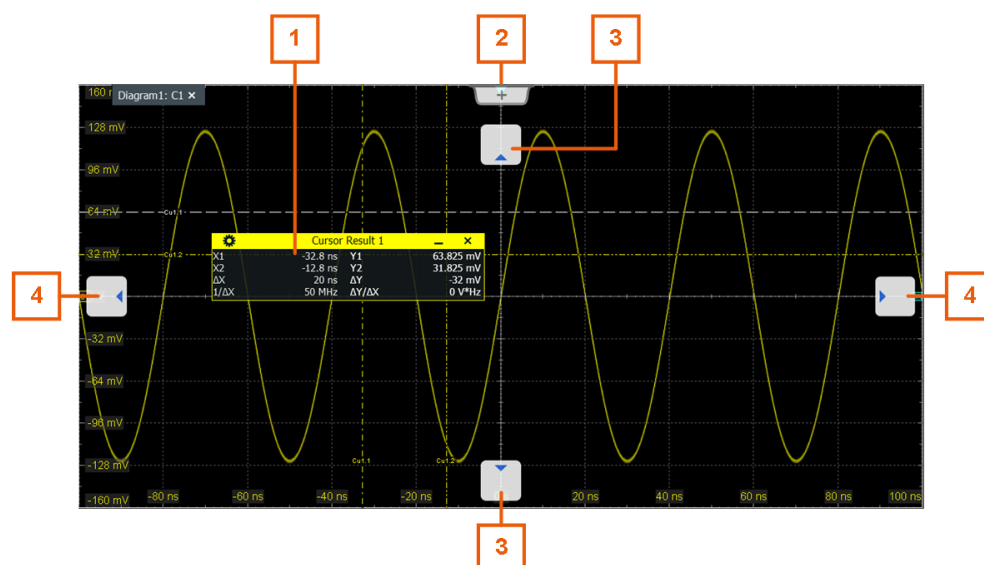 1
2
3
160
Diagram1: C1 ×
+
128 mV
96 mV
64 mV
Cu1.1
Cursor Result 1
32 mV
Cu1.2
X1 -32.8 ns Y1 63.825 mV
X2 -12.8 ns Y2 31.825 mV
ΔX 20 ns ΔY -32 mV
1/ΔX 50 MHz ΔY/ΔX 0 V*Hz
4
4
-32 mV
-64 mV
-96 mV
-128 mV
Cu1.1
Cu1.2
-160 mV
-80 ns
-60 ns
-40 ns
-20 ns
20 ns
40 ns
60 ns
80 ns
100 ns
3